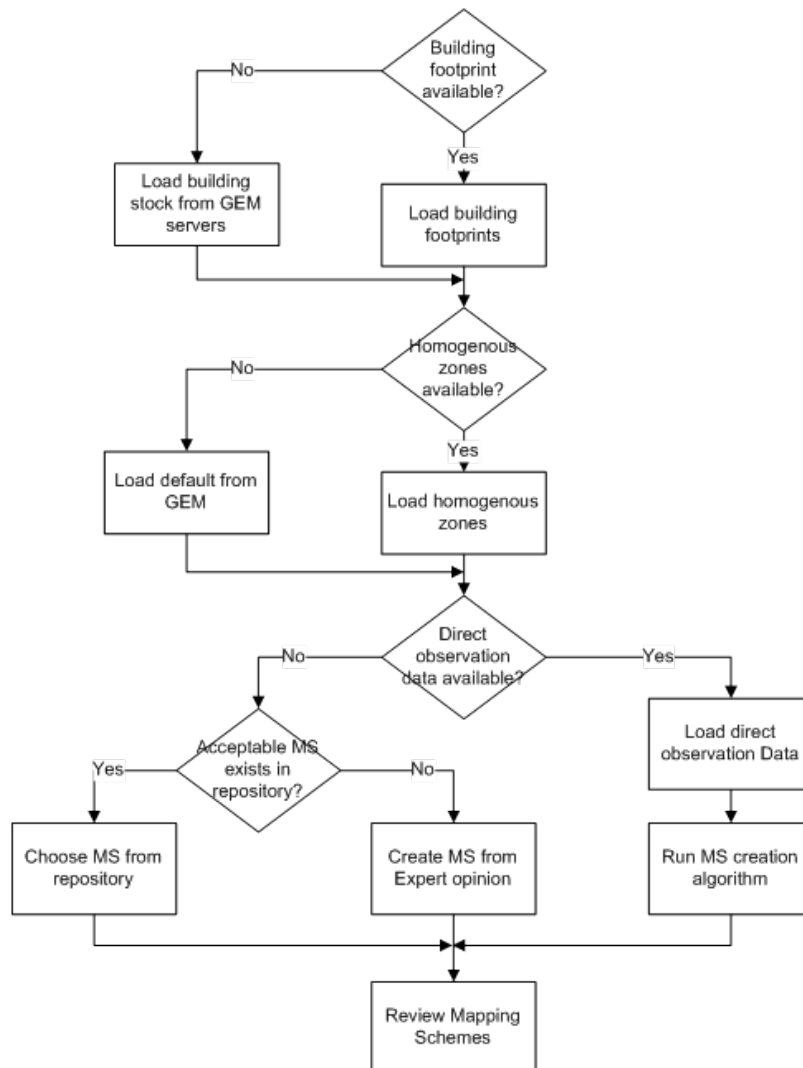 Building
footprint
available?
No
Yes
Load building
stock from GEM
servers
Load building
footprints
Homogenous
zones
available?
No
Yes
Load default from
GEM
Load homogenous
zones
Direct
observation
data available?
No
Yes
Load direct
observation Data
Acceptable MS
exists in
repository?
Yes
No
Choose MS from
repository
Create MS from
Expert opinion
Run MS creation
algorithm
Review Mapping
Schemes